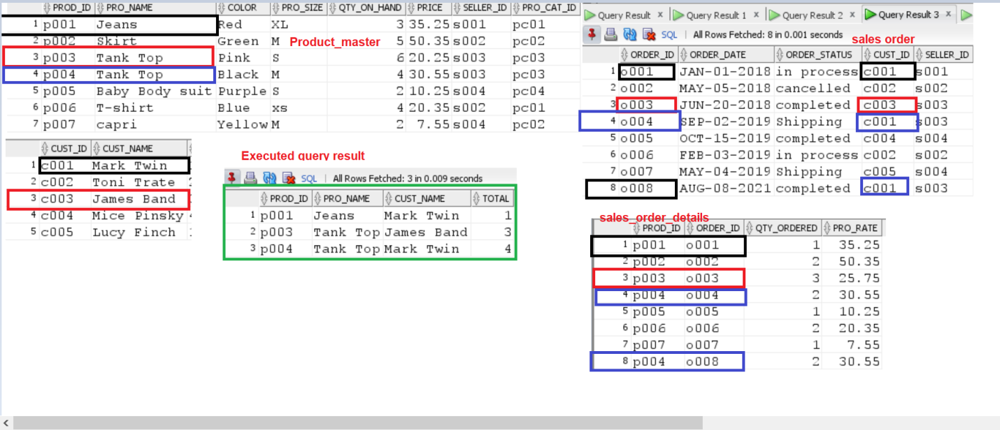 PROD_ID PRO_NAME COLOR PRO_SIZE QTY_ON_HAND PRICE SELLER_ID PRO_CAT_ID
1 p001 Jeans Red XL 3 35.25 s001 pc01
2 p002 Skirt Green M 5 50.35 s002 pc02
3 p003 Tank Top Pink S 6 20.25 s003 pc03
4 p004 Tank Top Black M 4 30.55 s003 pc03
5 p005 Baby Body suit Purple S 2 10.25 s004 pc04
6 p006 T-shirt Blue xs 4 20.35 s002 pc01
7 p007 capri Yellow M 2 7.55 s004 pc02
Product_master
Query Result x Query Result 1 x Query Result 2 x Query Result 3 x
SQL | All Rows Fetched: 8 in 0.001 seconds
sales order
ORDER_ID ORDER_DATE ORDER_STATUS CUST_ID SELLER_ID
1 o001 JAN-01-2018 in process c001 s001
2 o002 MAY-05-2018 cancelled c002 s002
3 o003 JUN-20-2018 completed c003 s003
4 o004 SEP-02-2019 Shipping c001 s003
5 o005 OCT-15-2019 completed c004 s004
6 o006 FEB-03-2019 in process c002 s002
7 o007 MAY-04-2019 Shipping c005 s004
8 o008 AUG-08-2021 completed c001 s003
CUST_ID CUST_NAME
1 c001 Mark Twin
2 c002 Toni Trate
3 c003 James Band
4 c004 Mice Pinsky
5 c005 Lucy Finch
Executed query result
SQL | All Rows Fetched: 3 in 0.009 seconds
PROD_ID PRO_NAME CUST_NAME TOTAL
1 p001 Jeans Mark Twin 1
2 p003 Tank Top James Band 3
3 p004 Tank Top Mark Twin 4
sales_order_details
PROD_ID ORDER_ID QTY_ORDERED PRO_RATE
1 p001 o001 1 35.25
2 p002 o002 2 50.35
3 p003 o003 3 25.75
4 p004 o004 2 30.55
5 p005 o005 1 10.25
6 p006 o006 2 20.35
7 p007 o007 1 7.55
8 p004 o008 2 30.55